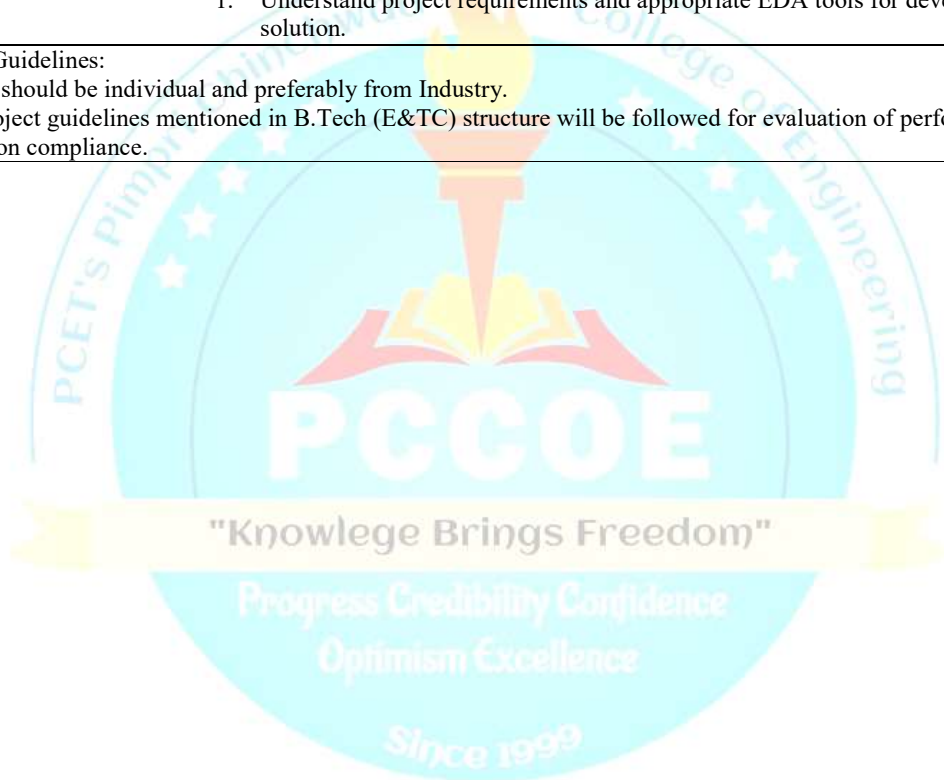 1. Understand project requirements and appropriate EDA tools for deve
solution.
Guidelines:
should be individual and preferably from Industry.
oject guidelines mentioned in B.Tech (E&TC) structure will be followed for evaluation of perfo
on compliance.
PCET's Pimpri Chinchwad College of Engineering
PCCOE
"Knowlege Brings Freedom"
Progress Credibility Confidence
Optimism Excellence
Since 1999